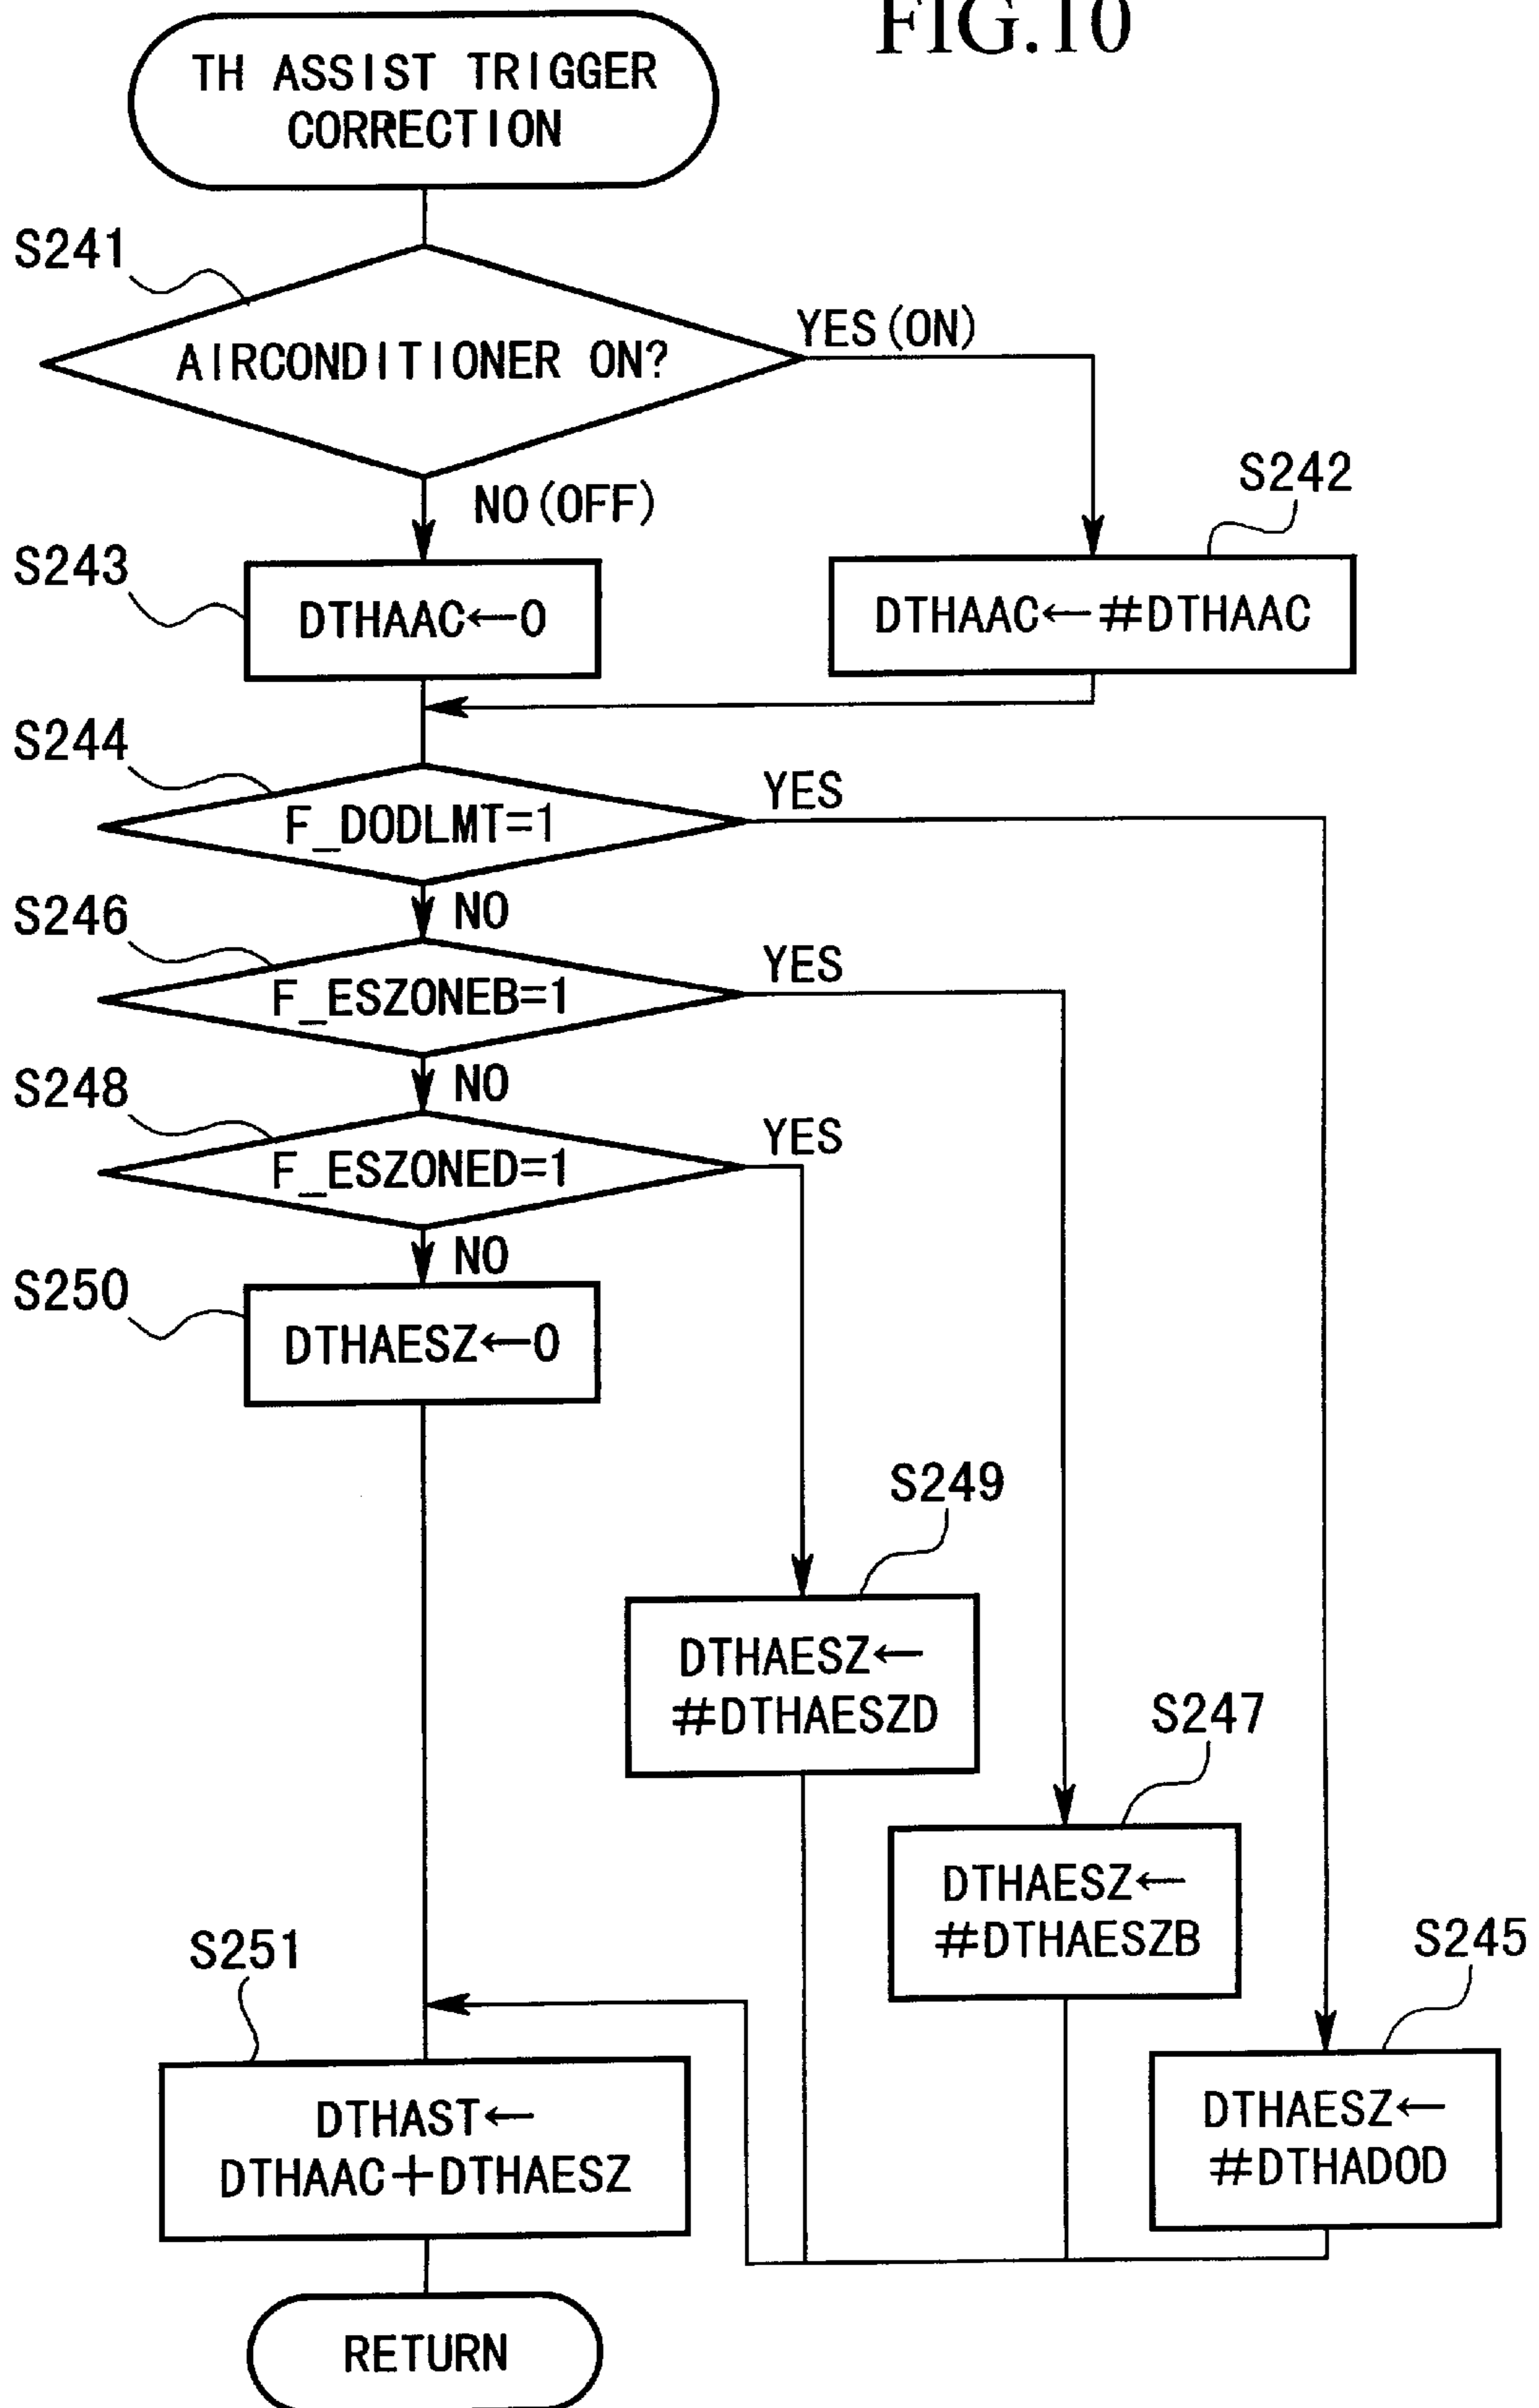 FIG.10
TH ASSIST TRIGGER
CORRECTION
S241
AIRCONDITIONER ON?
YES(ON)
NO(OFF)
S242
S243
DTHAAC←0
DTHAAC←#DTHAAC
S244
F_DODLMT=1
YES
NO
S246
F_ESZONEB=1
YES
NO
S248
F_ESZONED=1
YES
NO
S250
DTHAESZ←0
S249
DTHAESZ←
#DTHAESZD
S247
DTHAESZ←
#DTHAESZB
S245
DTHAESZ←
#DTHADOD
S251
DTHAST←
DTHAAC+DTHAESZ
RETURN